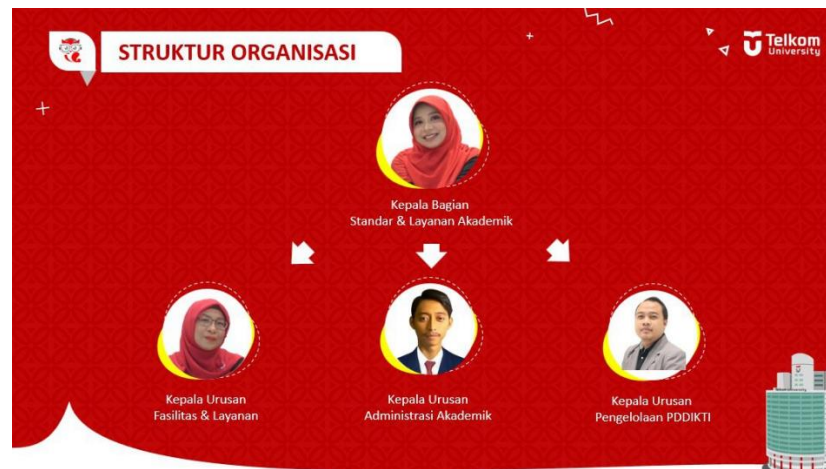 STRUKTUR ORGANISASI
Telkom
University
Kepala Bagian
Standar & Layanan Akademik
Kepala Urusan
Fasilitas & Layanan
Kepala Urusan
Administrasi Akademik
Kepala Urusan
Pengelolaan PDDIKTI